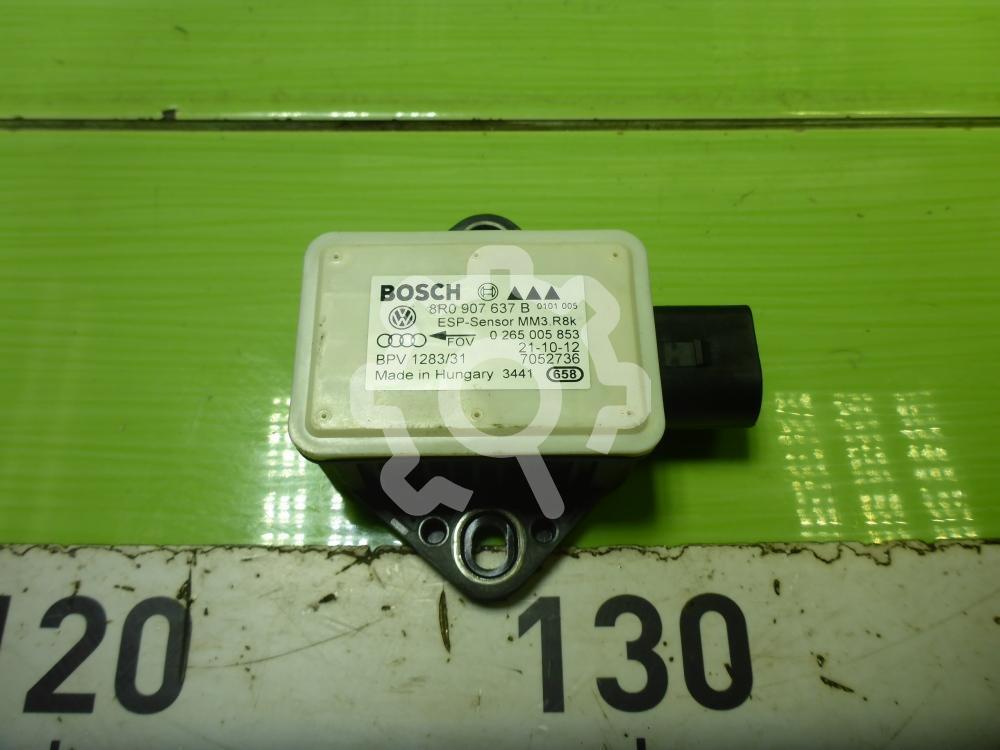 BOSCH
8R0 907 637 B 0101 005
ESP-Sensor MM3.R8k
FOV 0 265 005 853
21-10-12
BPV 1283/31 7052736
Made in Hungary 3441 658
120 130